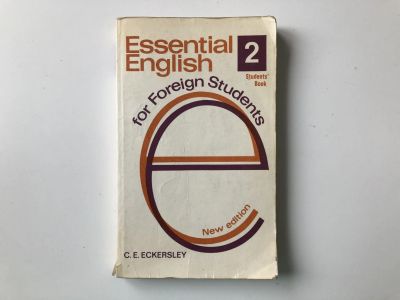 Essential
English
2
Students'
Book
for Foreign Students
New edition
C. E. ECKERSLEY